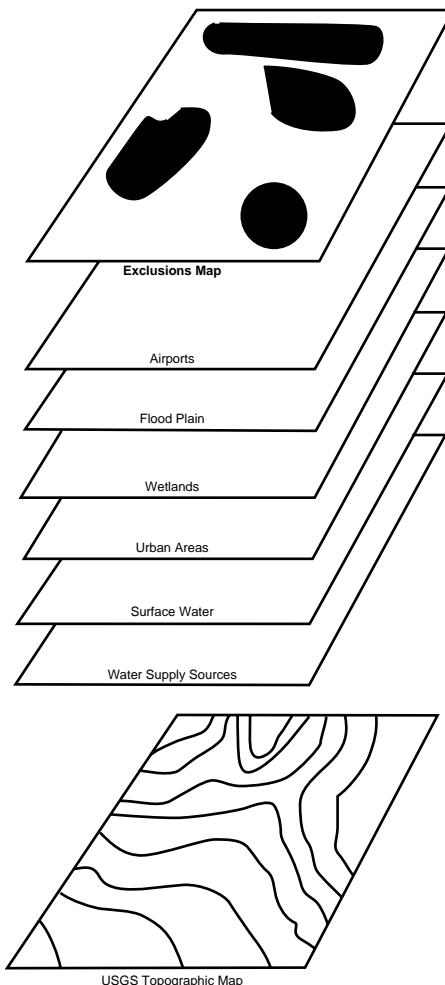 Exclusions Map
Airports
Flood Plain
Wetlands
Urban Areas
Surface Water
Water Supply Sources
USGS Topographic Map